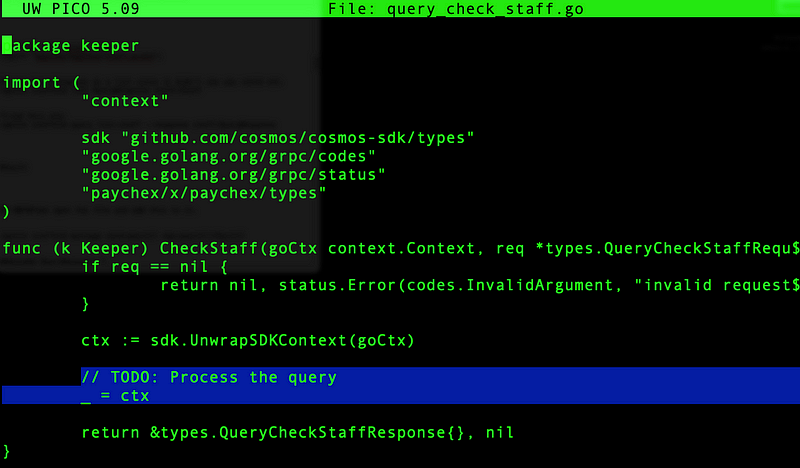 UW PICO 5.09 File: query_check_staff.go
package keeper
import (
"context"
sdk "github.com/cosmos/cosmos-sdk/types"
"google.golang.org/grpc/codes"
"google.golang.org/grpc/status"
"paychex/x/paychex/types"
)
func (k Keeper) CheckStaff(goCtx context.Context, req *types.QueryCheckStaffRequ$
if req == nil {
return nil, status.Error(codes.InvalidArgument, "invalid request$
}
ctx := sdk.UnwrapSDKContext(goCtx)
// TODO: Process the query
_ = ctx
return &types.QueryCheckStaffResponse{}, nil
}